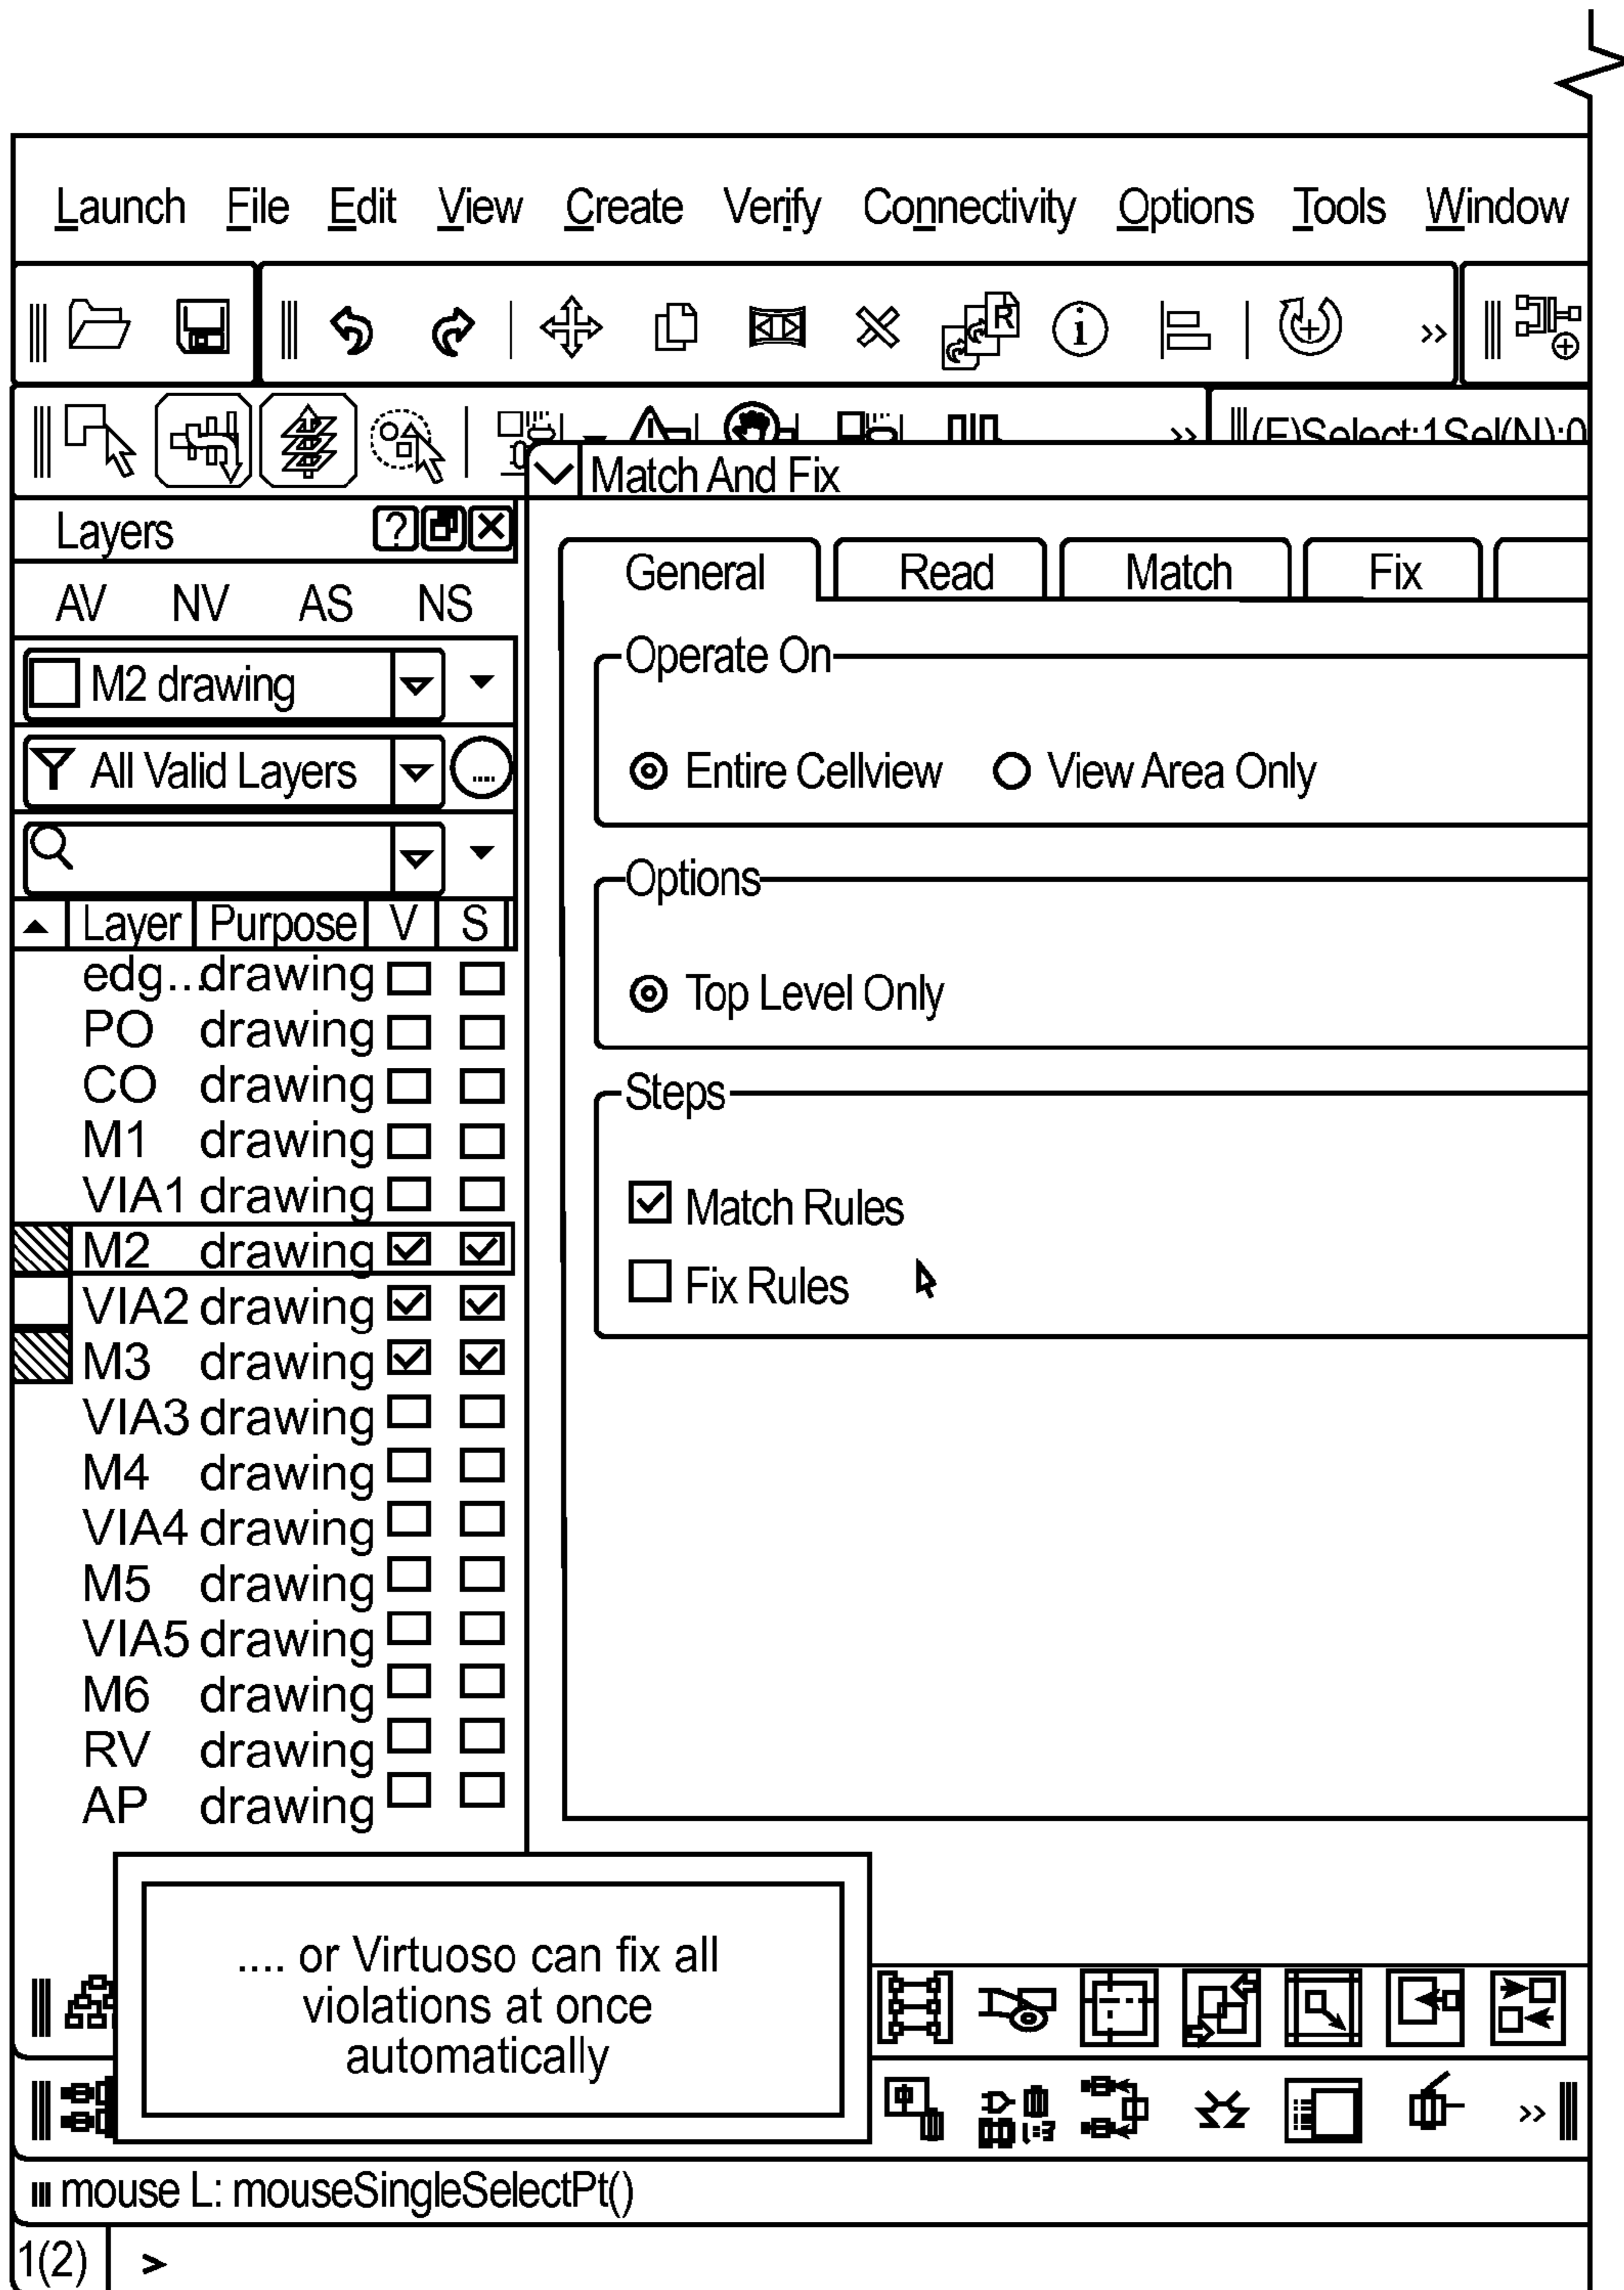 Launch File Edit View Create Verify Connectivity Options Tools Window
R i
(F)Select:1Sel(N):0
Match And Fix
Layers ?
General Read Match Fix
AV NV AS NS
Operate On
M2 drawing
All Valid Layers ....
Entire Cellview View Area Only
Options
Layer Purpose V S
edg... drawing
Top Level Only
PO drawing
CO drawing
Steps
M1 drawing
VIA1 drawing
Match Rules
M2 drawing
Fix Rules
VIA2 drawing
M3 drawing
VIA3 drawing
M4 drawing
VIA4 drawing
M5 drawing
VIA5 drawing
M6 drawing
RV drawing
AP drawing
.... or Virtuoso can fix all
violations at once
automatically
mouse L: mouseSingleSelectPt()
1(2) >